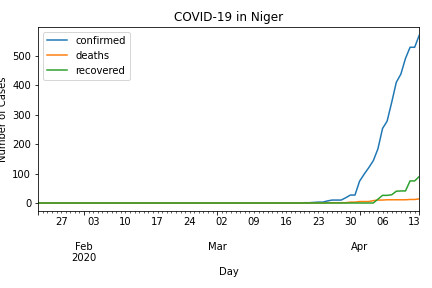 COVID-19 in Niger
confirmed
deaths
recovered
Number of Cases
500
400
300
200
100
0
27 03 10 17 24 02 09 16 23 30 06 13
Feb Mar Apr
2020
Day